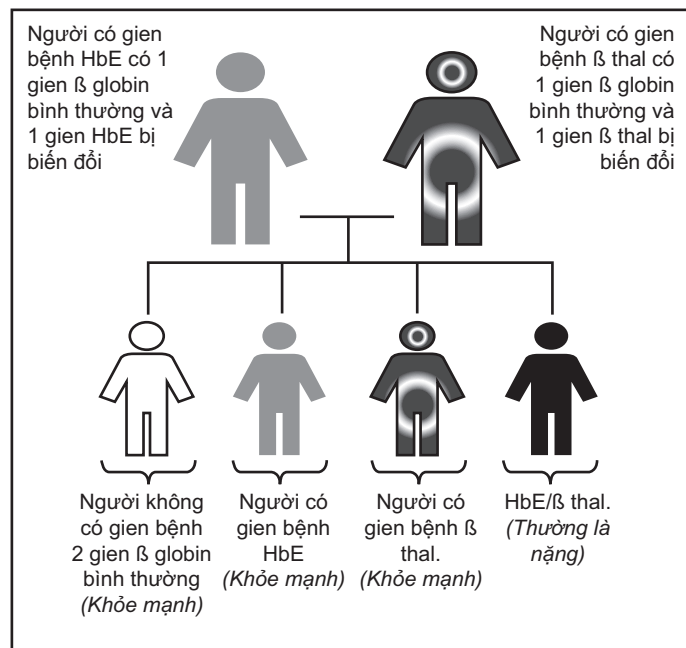 Người có gien
bệnh HbE có 1
gien ß globin
bình thường và
1 gien HbE bị
biến đổi
Người có gien
bệnh ß thal có
1 gien ß globin
bình thường và
1 gien ß thal bị
biến đổi
Người không
có gien bệnh
2 gien ß globin
bình thường
(Khỏe mạnh)
Người có
gien bệnh
HbE
(Khỏe mạnh)
Người có
gien bệnh ß
thal.
(Khỏe mạnh)
HbE/ß thal.
(Thường là
nặng)